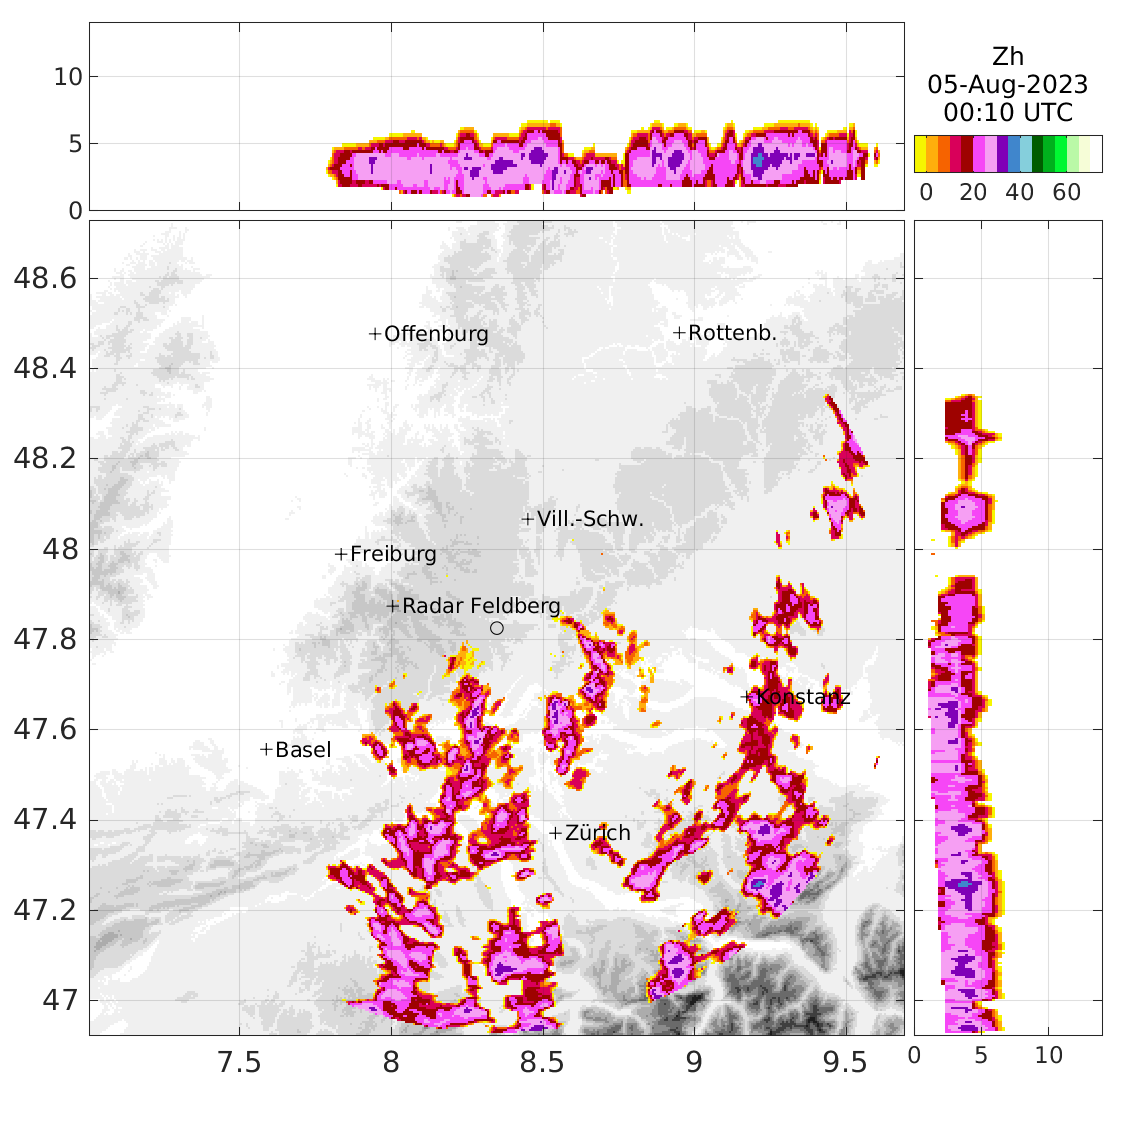 Zh
05-Aug-2023
00:10 UTC
0 20 40 60
10
5
0
48.6
48.4
48.2
48
47.8
47.6
47.4
47.2
47
+Offenburg
+Rottenb.
+Vill.-Schw.
+Freiburg
+Radar Feldberg
+Konstanz
+Basel
+Zürich
7.5 8 8.5 9 9.5
0 5 10